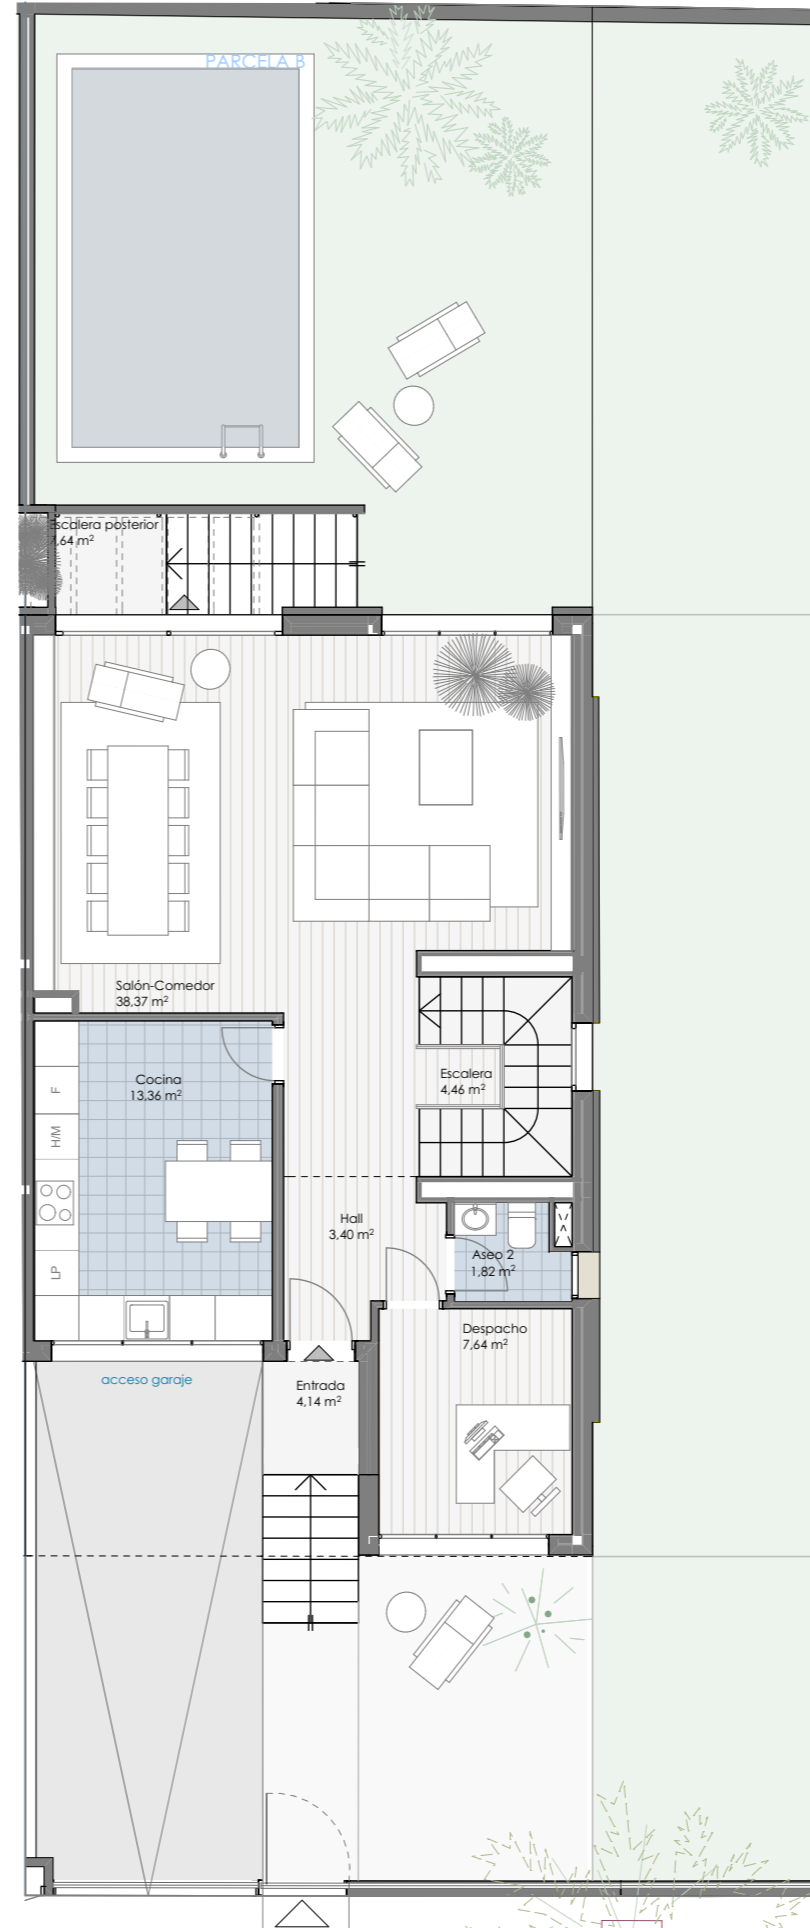 PARCELA B
Escalera posterior
7,64 m²
Salón-Comedor
38,37 m²
Cocina
13,36 m²
F
H/M
LP
Escalera
4,46 m²
Hall
3,40 m²
Aseo 2
1,82 m²
Despacho
7,64 m²
acceso garaje
Entrada
4,14 m²